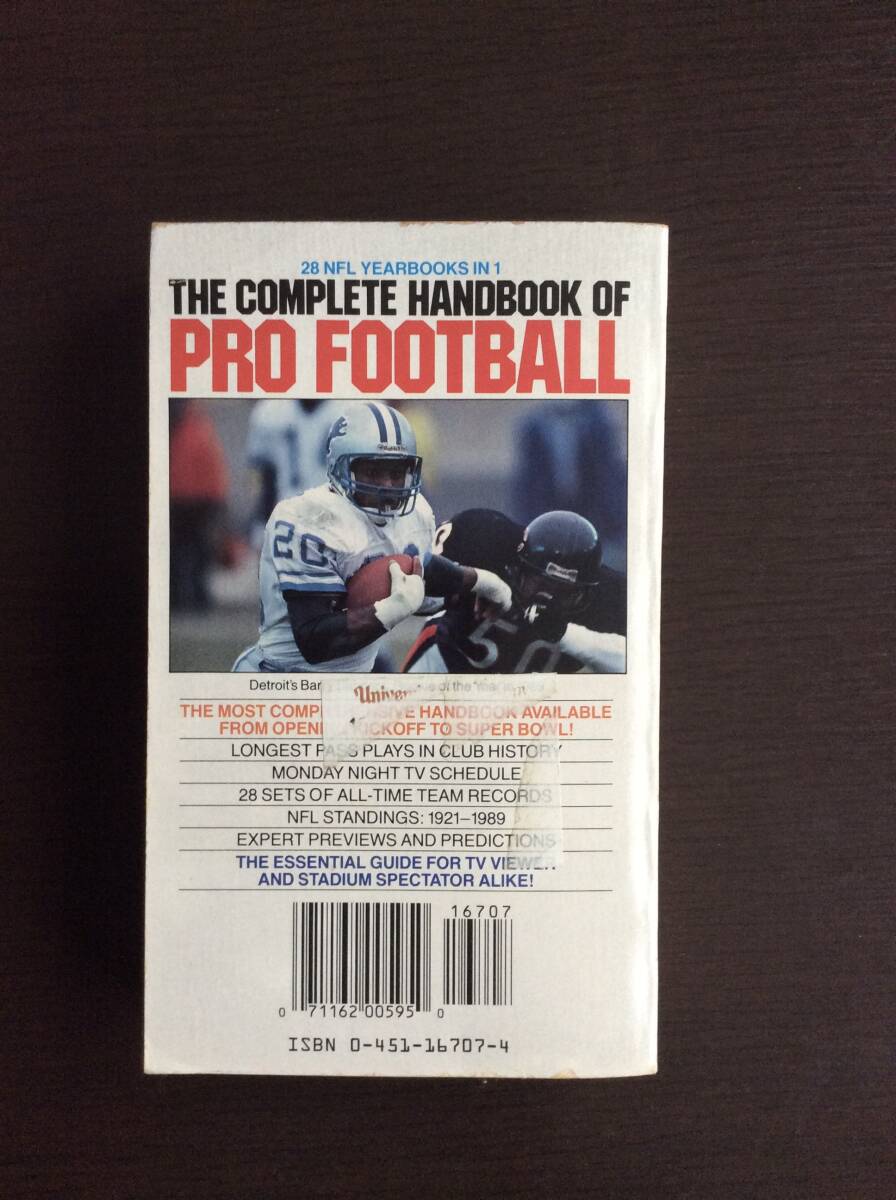 28 NFL YEARBOOKS IN 1
THE COMPLETE HANDBOOK OF
PRO FOOTBALL
20
50
Detroit's of the
THE MOST AVAILABLE
FROM KICKOFF TO SUPER BOWL!
LONGEST PASS PLAYS IN CLUB HISTORY
MONDAY NIGHT TV SCHEDULE
28 SETS OF ALL-TIME TEAM RECORDS
NFL STANDINGS: 1921–1989
EXPERT PREVIEWS AND PREDICTIONS
THE ESSENTIAL GUIDE FOR TV VIEWER
AND STADIUM SPECTATOR ALIKE!
16707
0 71162 00595 0
ISBN 0-451-16707-4